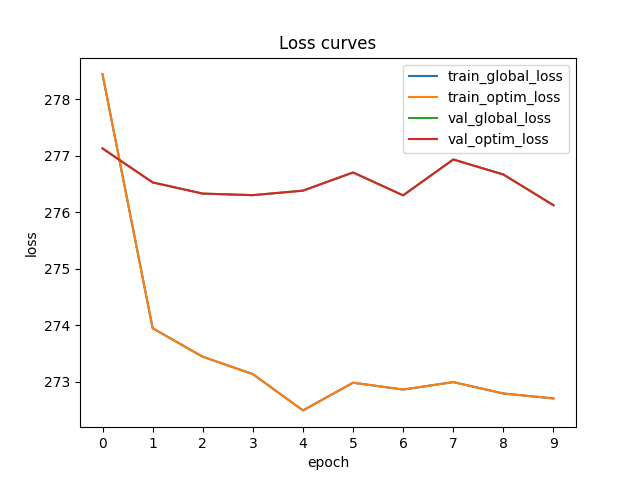 Loss curves
train_global_loss
train_optim_loss
val_global_loss
val_optim_loss
278
277
276
275
274
273
loss
0 1 2 3 4 5 6 7 8 9
epoch